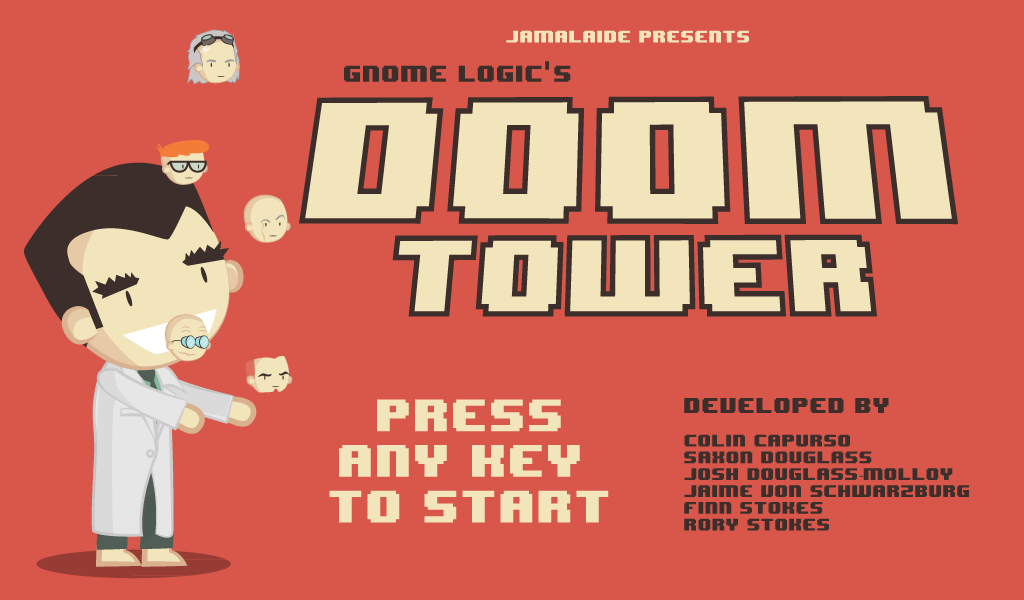 JAMALAIDE PRESENTS
GNOME LOGIC'S
DOOM
TOWER
PRESS
ANY KEY
TO START
DEVELOPED BY
COLIN CAPURSO
SAXON DOUGLASS
JOSH DOUGLASS-MOLLOY
JAIME VON SCHWARZBURG
FINN STOKES
RORY STOKES